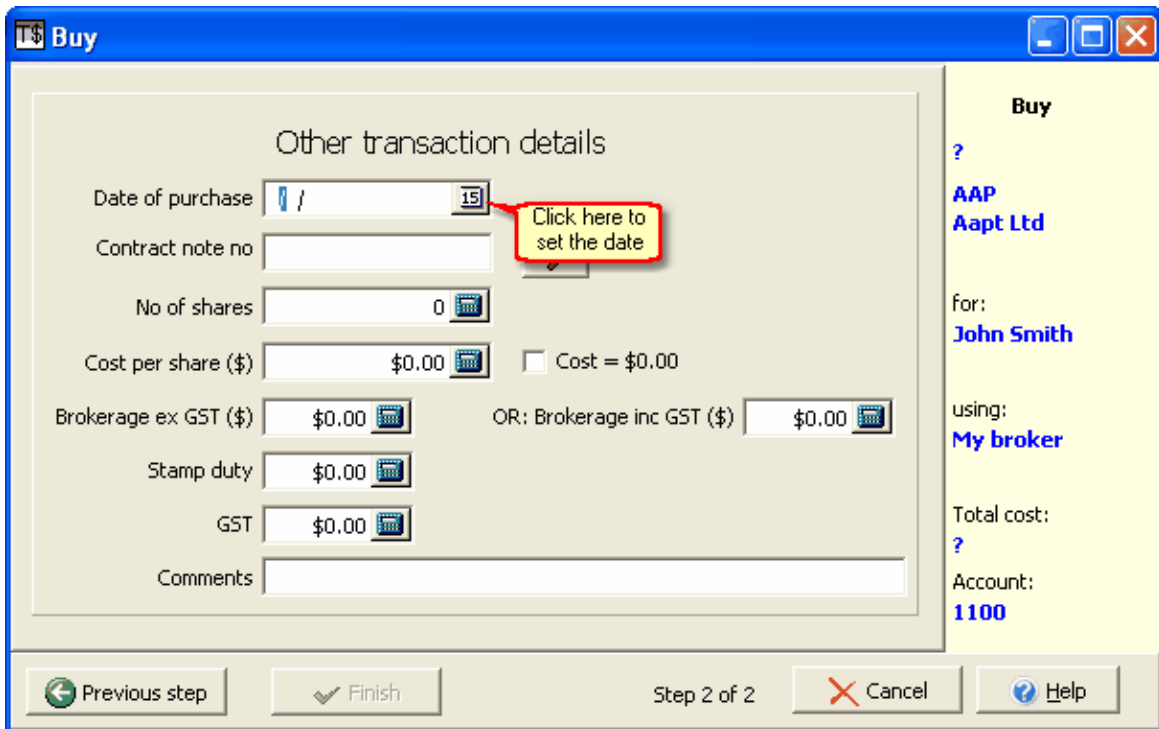 T$ Buy
Other transaction details
Date of purchase / 15
Click here to
set the date
Contract note no
No of shares 0
Cost per share ($) $0.00 Cost = $0.00
Brokerage ex GST ($) $0.00 OR: Brokerage inc GST ($) $0.00
Stamp duty $0.00
GST $0.00
Comments
Previous step Finish Step 2 of 2 Cancel Help
Buy
?
AAP
Aapt Ltd
for:
John Smith
using:
My broker
Total cost:
?
Account:
1100